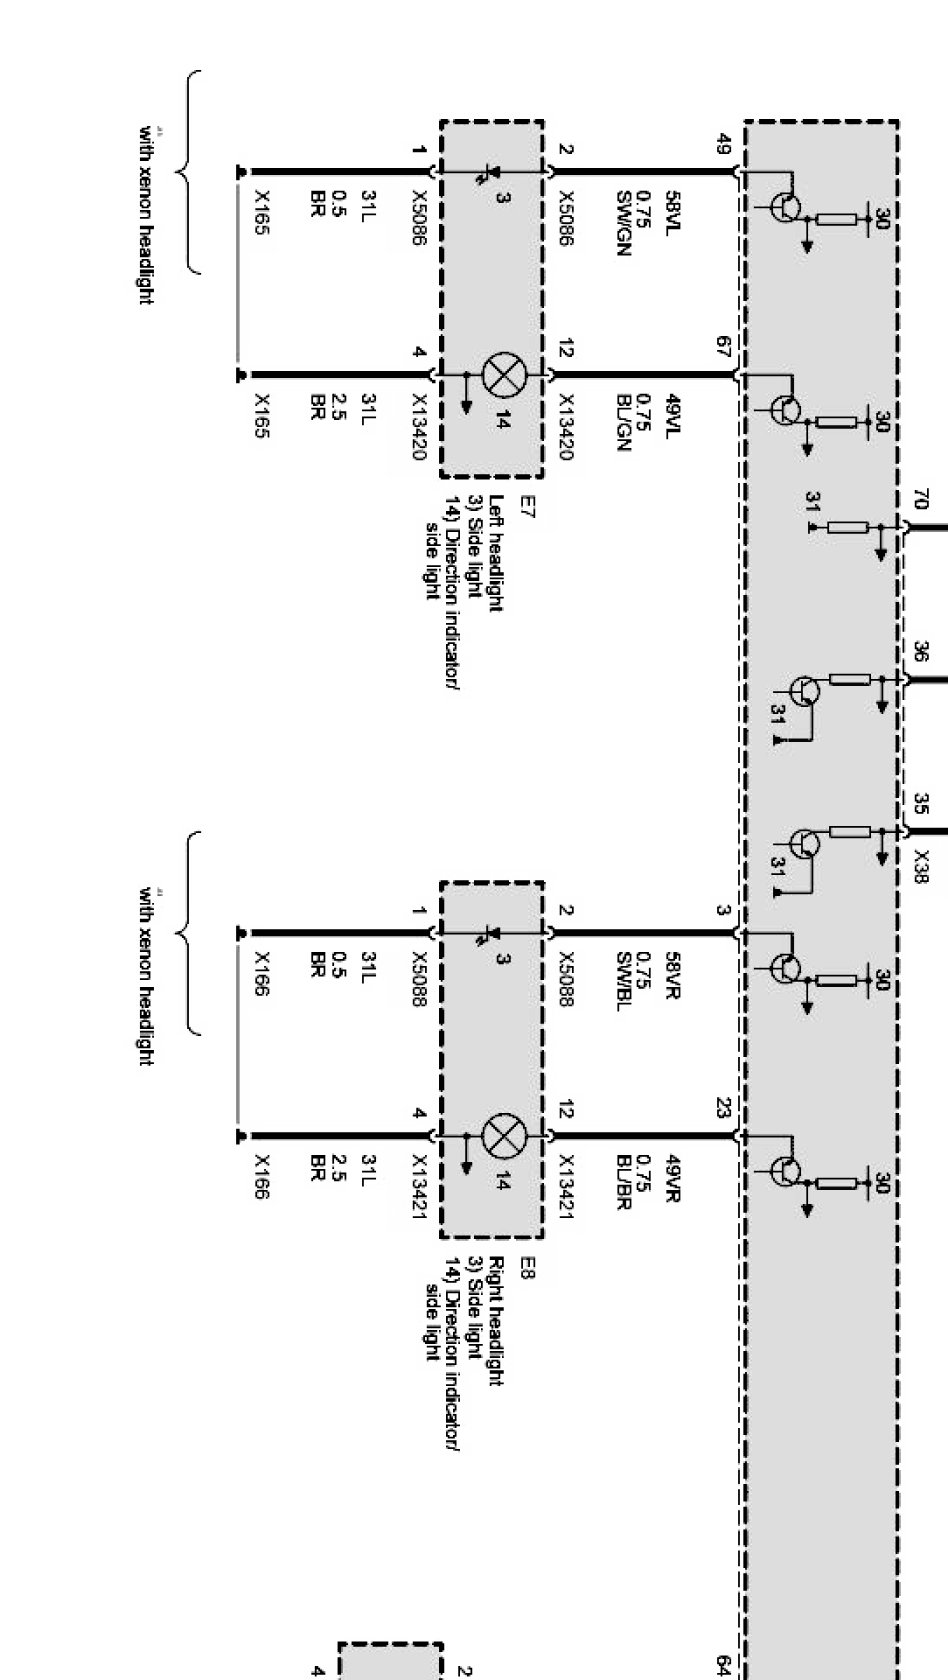 30
30
30
30
70
36
35
X38
31
31
31
49
67
3
23
64
58VL
0.75
SW/GN
49VL
0.75
BL/GN
58VR
0.75
SW/BL
49VR
0.75
BL/BR
2
X5086
12
X13420
2
X5088
12
X13421
E7
Left headlight
3) Side light
14) Direction indicator/
side light
E8
Right headlight
3) Side light
14) Direction indicator/
side light
3
14
3
14
1
X5086
4
X13420
1
X5088
4
X13421
2
31L
0.5
BR
31L
2.5
BR
31L
0.5
BR
31L
2.5
BR
4
X165
X165
X166
X166
with xenon headlight
with xenon headlight